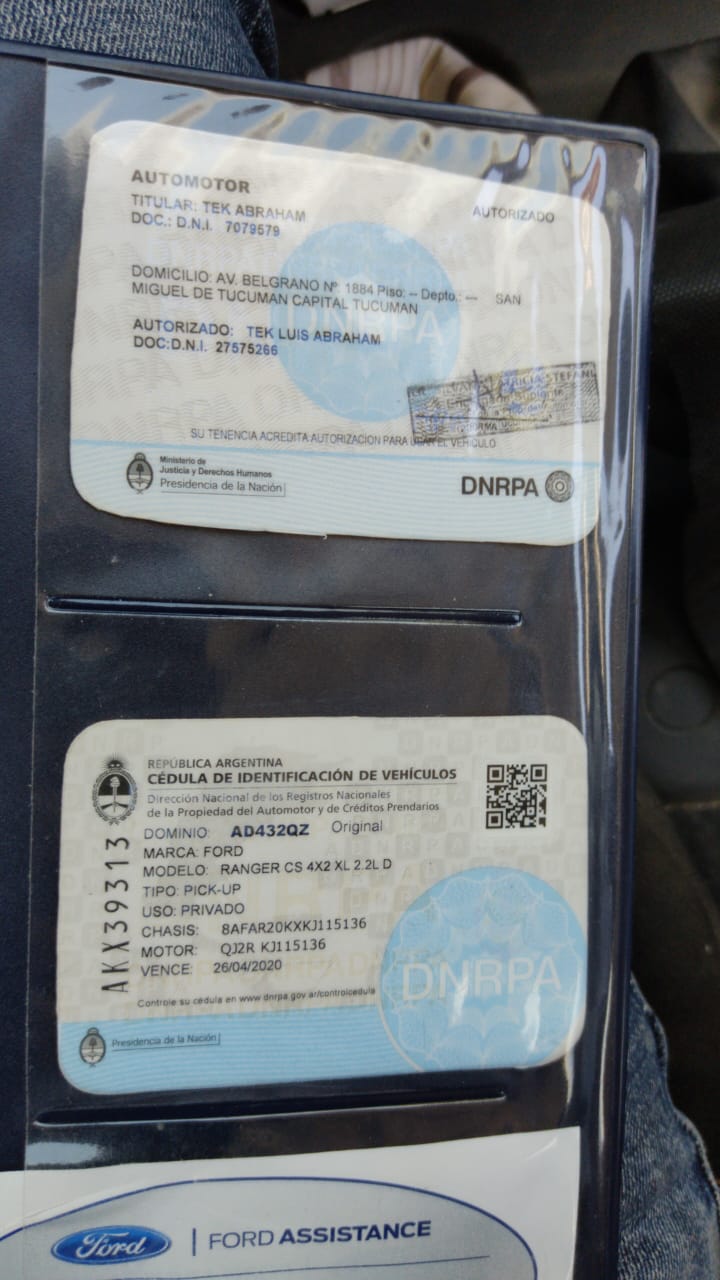 AUTOMOTOR
TITULAR: TEK ABRAHAM
AUTORIZADO
DOC.: D.N.I. 7079579
DOMICILIO: AV. BELGRANO Nº 1884 Piso: -- Depto.: --- SAN
MIGUEL DE TUCUMAN CAPITAL TUCUMAN
AUTORIZADO: TEK LUIS ABRAHAM
DOC:D.N.I. 27575266
SU TENENCIA ACREDITA AUTORIZACION PARA USAR EL VEHICULO
Ministerio de
Justicia y Derechos Humanos
Presidencia de la Nación
DNRPA
REPÚBLICA ARGENTINA
CÉDULA DE IDENTIFICACIÓN DE VEHÍCULOS
Dirección Nacional de los Registros Nacionales
de la Propiedad del Automotor y de Créditos Prendarios
DOMINIO: AD432QZ Original
MARCA: FORD
MODELO: RANGER CS 4X2 XL 2.2L D
TIPO: PICK-UP
USO: PRIVADO
CHASIS: 8AFAR20KXKJ115136
MOTOR: QJ2R KJ115136
VENCE: 26/04/2020
AKX39313
Controle su cédula en www.dnrpa.gov.ar/controlcedula
DNRPA
Presidencia de la Nación
Ford | FORD ASSISTANCE